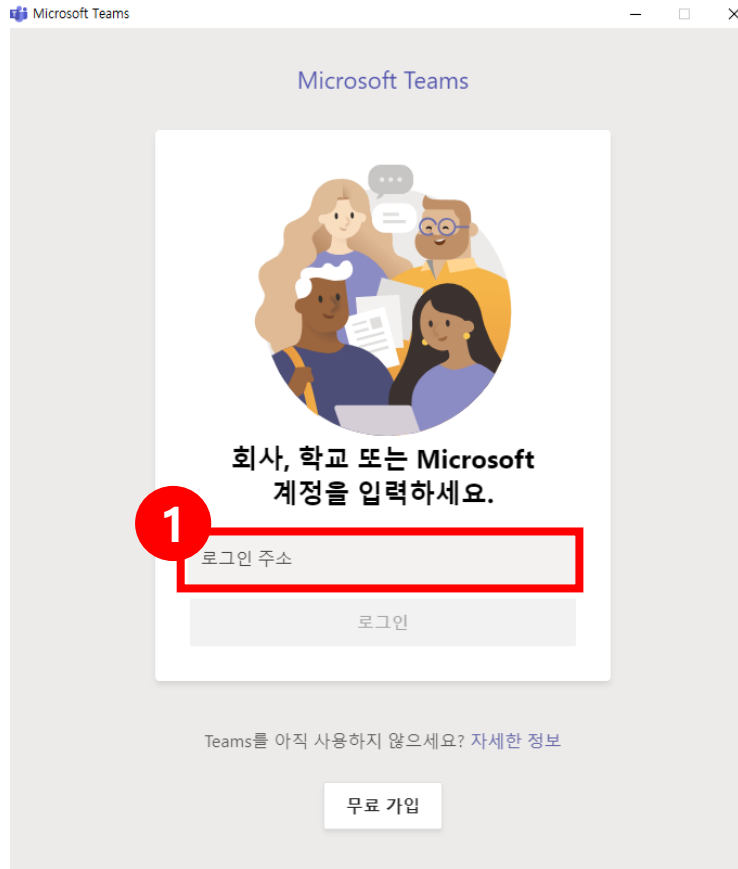 Microsoft Teams
Microsoft Teams
회사, 학교 또는 Microsoft
계정을 입력하세요.
1
로그인 주소
로그인
Teams를 아직 사용하지 않으세요? 자세한 정보
무료 가입